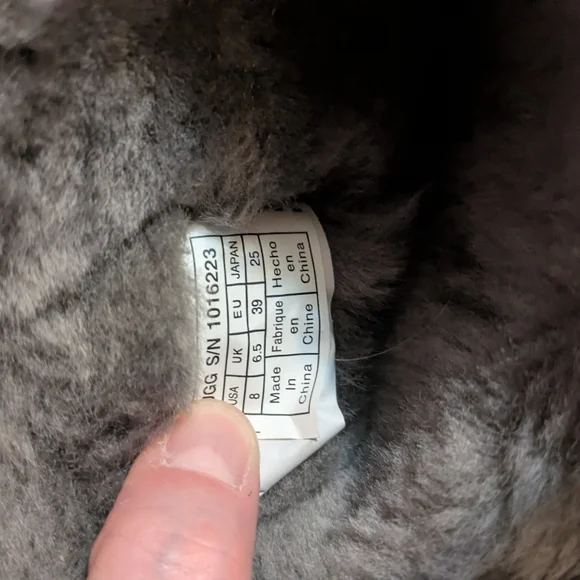 UGG S/N 1016223
USA UK EU JAPAN
8 6.5 39 25
Made In China Fabrique en Chine Hecho en China